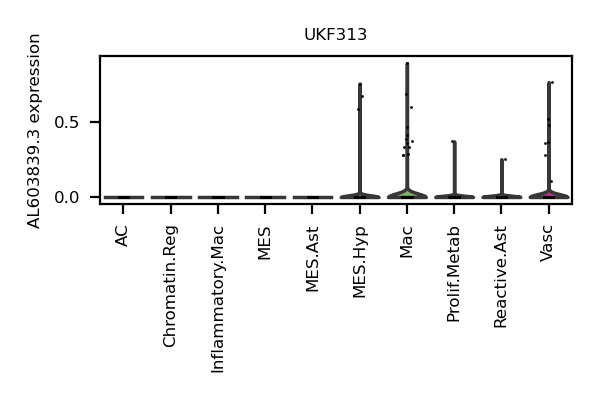 UKF313
AL603839.3 expression
0.5
0.0
AC
Chromatin.Reg
Inflammatory.Mac
MES
MES.Ast
MES.Hyp
Mac
Prolif.Metab
Reactive.Ast
Vasc